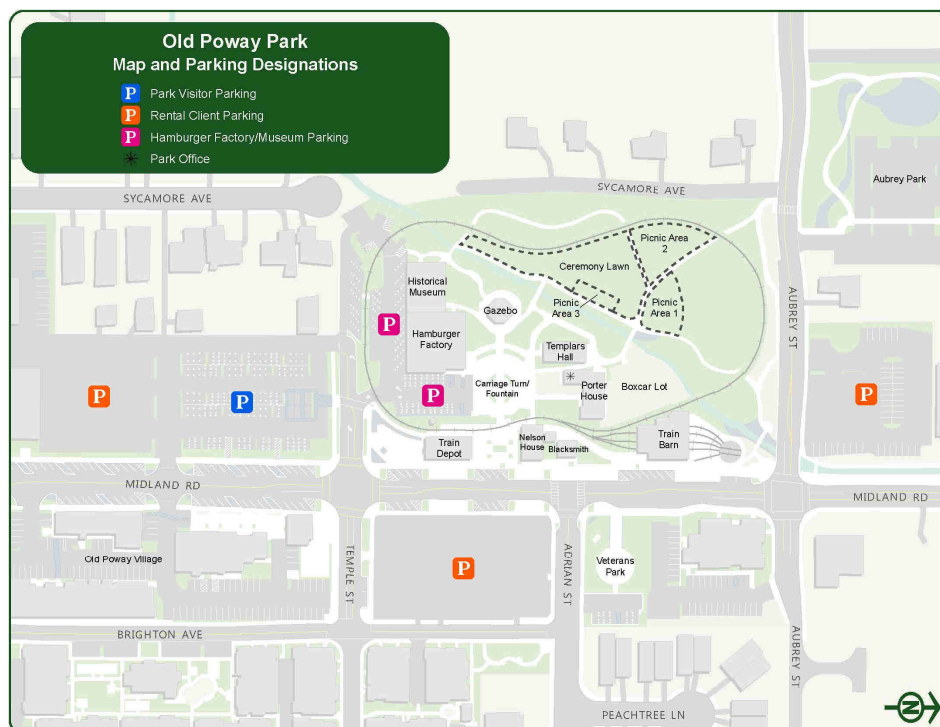 Old Poway Park
Map and Parking Designations
P Park Visitor Parking
P Rental Client Parking
P Hamburger Factory/Museum Parking
Park Office
SYCAMORE AVE
SYCAMORE AVE
Aubrey Park
Picnic Area
2
Ceremony Lawn
Historical
Museum
Gazebo
Picnic
Area 3
Picnic
Area 1
AUBREY ST
P
Hamburger
Factory
Templars
Hall
P
P
P
Carriage Turn/
Fountain
Porter
House
Boxcar Lot
P
Train
Depot
Nelson
House
Blacksmith
Train
Barn
MIDLAND RD
MIDLAND RD
Old Poway Village
TEMPLE ST
P
ADRIAN ST
Veterans
Park
BRIGHTON AVE
AUBREY ST
PEACHTREE LN
N